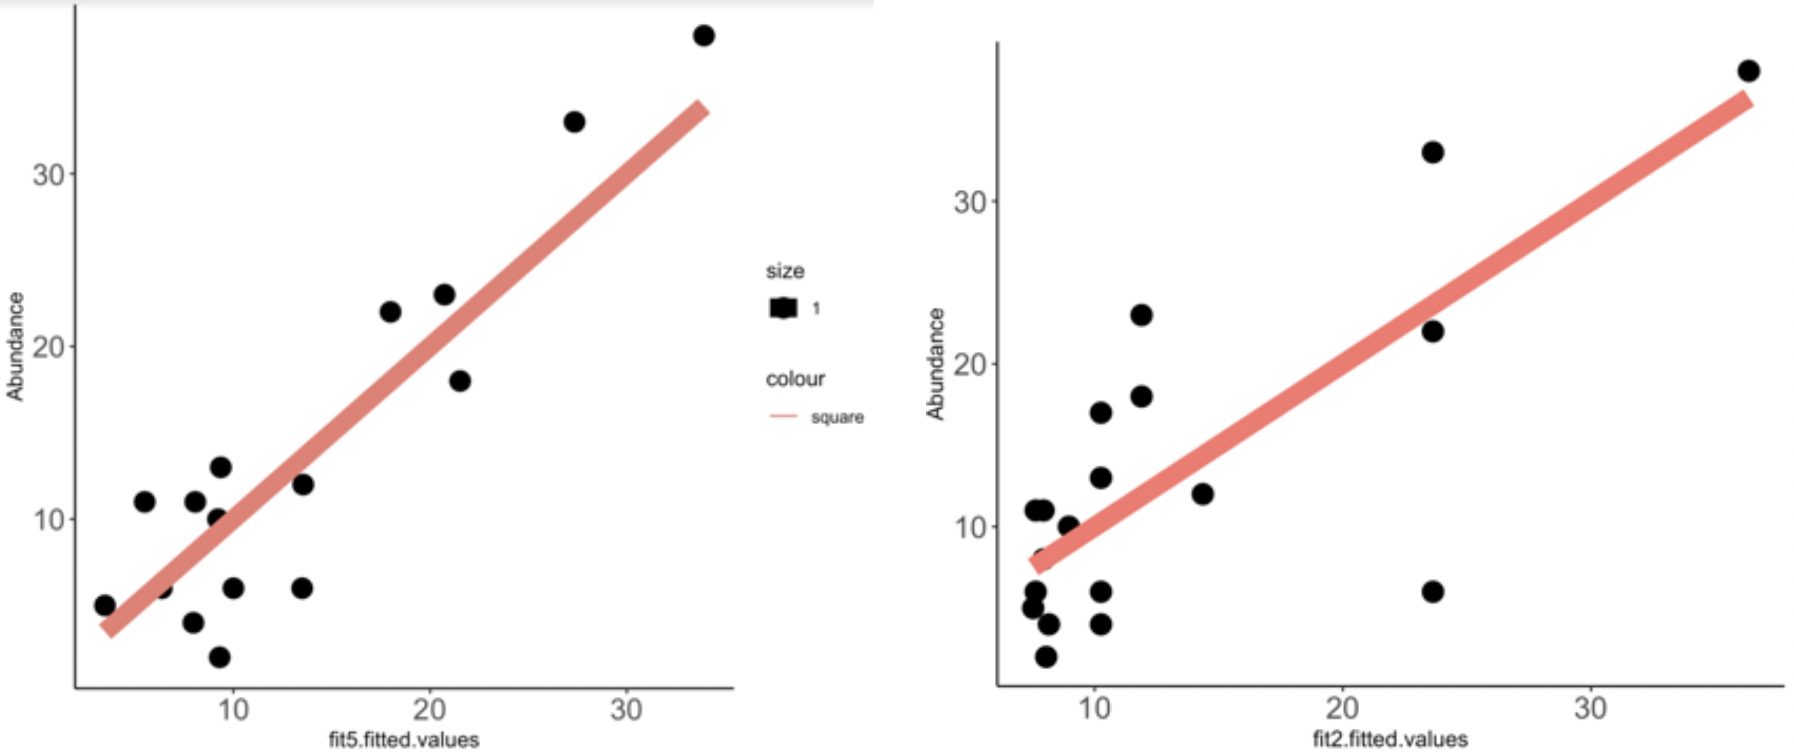 Abundance
30
20
10
10 20 30
fit5.fitted.values
size
1
colour
square
Abundance
30
20
10
10 20 30
fit2.fitted.values